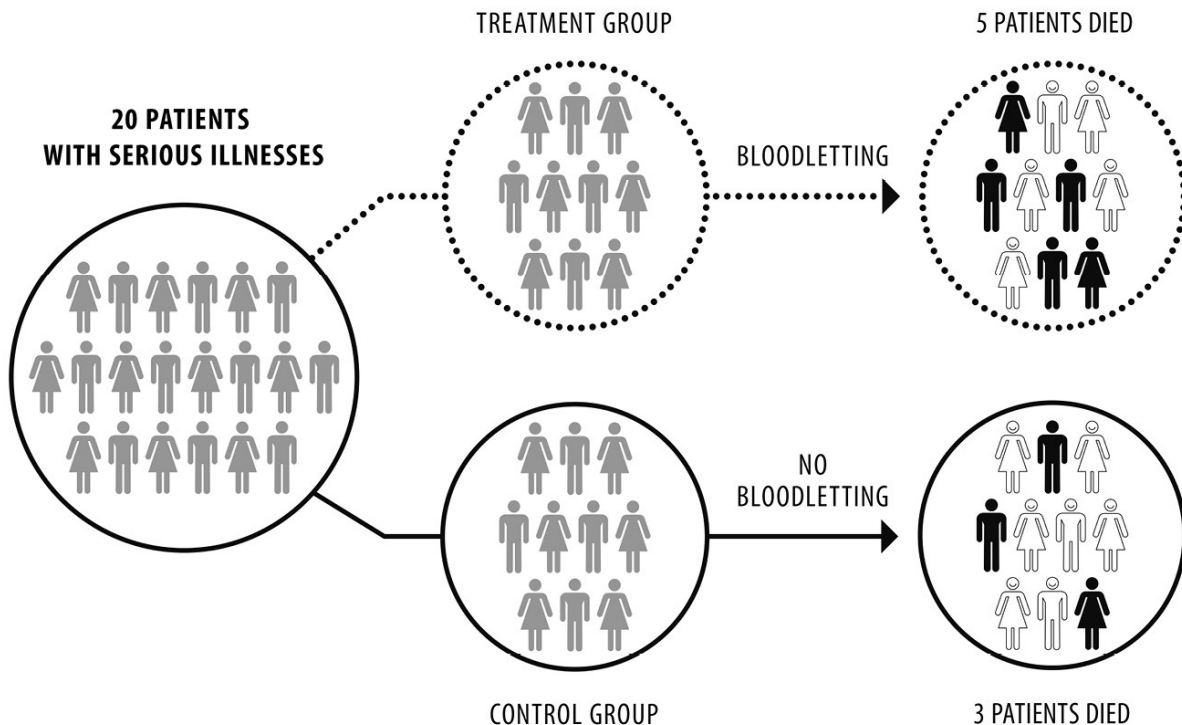 TREATMENT GROUP
5 PATIENTS DIED
20 PATIENTS
WITH SERIOUS ILLNESSES
BLOODLETTING
NO
BLOODLETTING
CONTROL GROUP
3 PATIENTS DIED